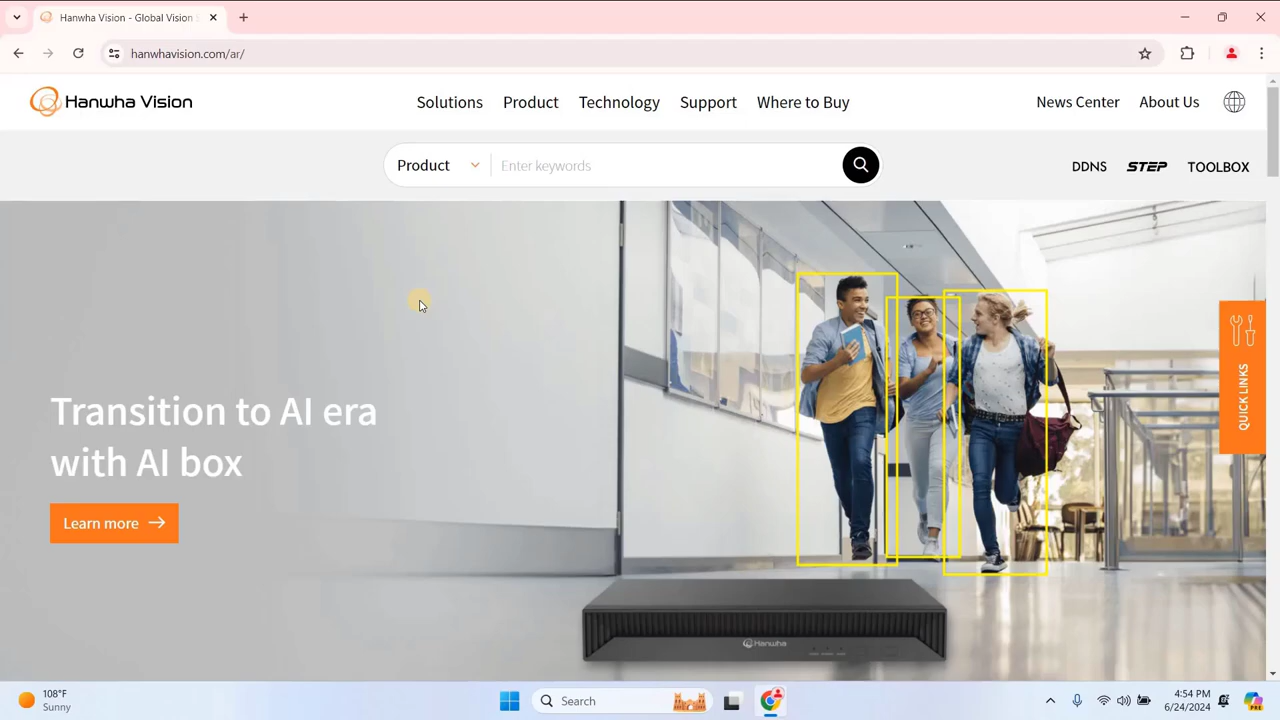 Hanwha Vision - Global Vision
hanwhavision.com/ar/
Hanwha Vision
Solutions
Product
Technology
Support
Where to Buy
News Center
About Us
Product
Enter keywords
DDNS
STEP
TOOLBOX
Transition to AI era
with AI box
Learn more
QUICK LINKS
Hanwha
108°F
Sunny
Search
4:54 PM
6/24/2024
PRE